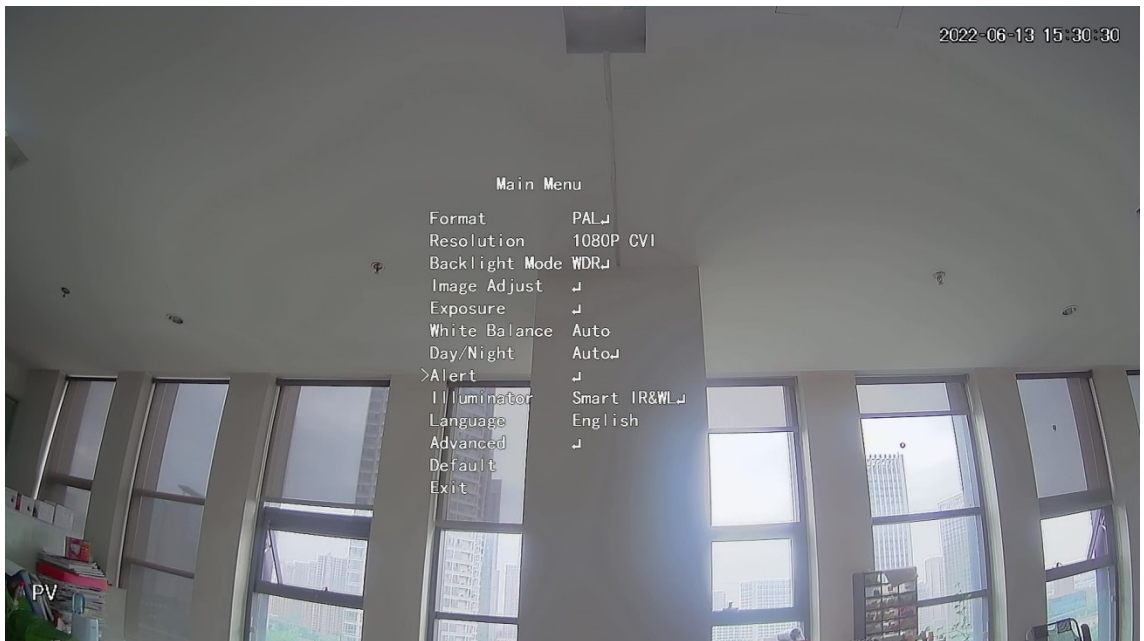 2022-06-13 15:30:30
Main Menu
Format PAL↵
Resolution 1080P CVI
Backlight Mode WDR↵
Image Adjust ↵
Exposure ↵
White Balance Auto
Day/Night Auto↵
>Alert ↵
Illuminator Smart IR&WL↵
Language English
Advanced ↵
Default
Exit
PV